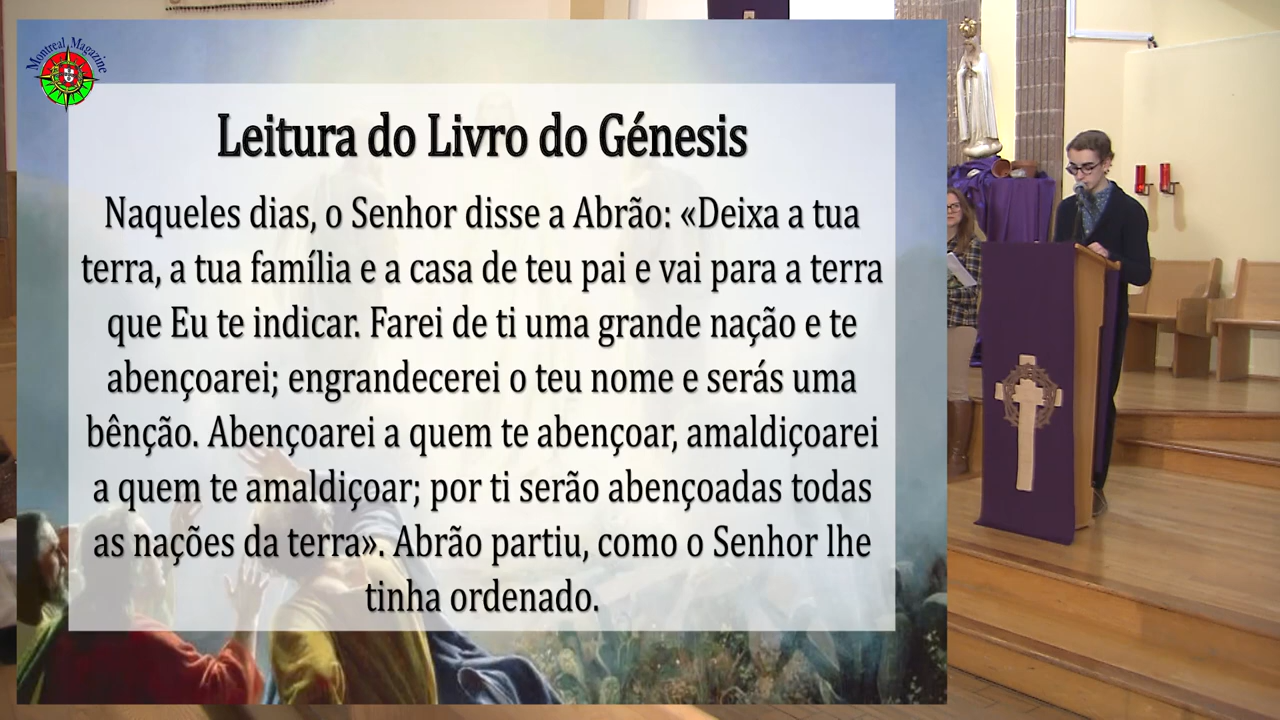 Montreal Magazine
Leitura do Livro do Génesis
Naqueles dias, o Senhor disse a Abrão: «Deixa a tua
terra, a tua família e a casa de teu pai e vai para a terra
que Eu te indicar. Farei de ti uma grande nação e te
abençoarei; engrandecerei o teu nome e serás uma
bênção. Abençoarei a quem te abençoar, amaldiçoarei
a quem te amaldiçoar; por ti serão abençoadas todas
as nações da terra». Abrão partiu, como o Senhor lhe
tinha ordenado.